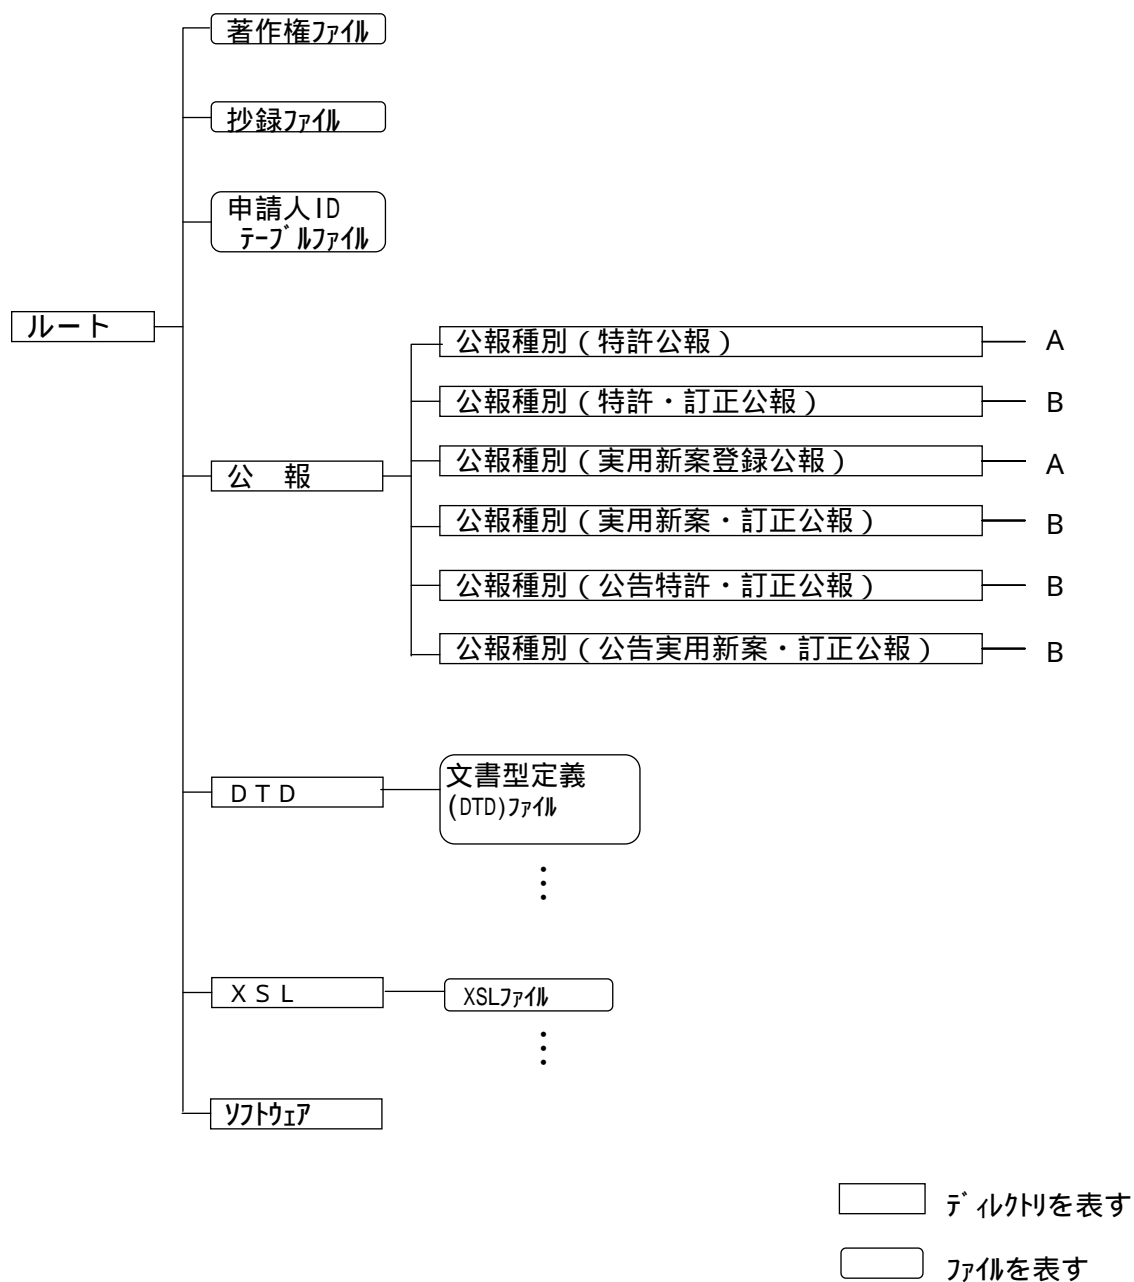 著作権ﾌｧｲﾙ
抄録ﾌｧｲﾙ
申請人ID
ﾃｰﾌﾞﾙﾌｧｲﾙ
ルート
公報種別（特許公報）
A
公報種別（特許・訂正公報）
B
公報種別（実用新案登録公報）
A
公　報
公報種別（実用新案・訂正公報）
B
公報種別（公告特許・訂正公報）
B
公報種別（公告実用新案・訂正公報）
B
ＤＴＤ
文書型定義
(DTD)ﾌｧｲﾙ
︙
ＸＳＬ
XSLﾌｧｲﾙ
︙
ｿﾌﾄｳｪｱ
ﾃﾞｨﾚｸﾄﾘを表す
ﾌｧｲﾙを表す